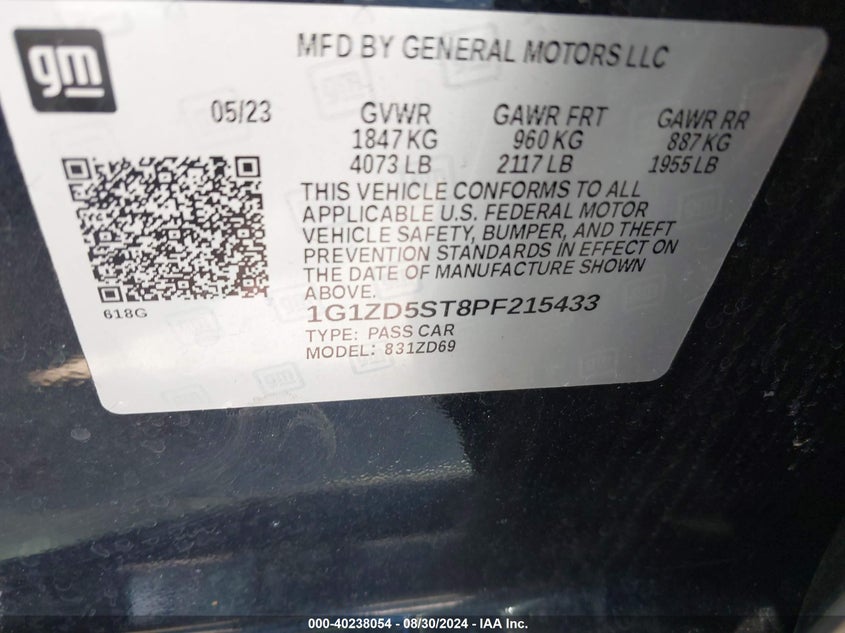 gm
MFD BY GENERAL MOTORS LLC
05/23 GVWR GAWR FRT GAWR RR
1847 KG 960 KG 887 KG
4073 LB 2117 LB 1955 LB
THIS VEHICLE CONFORMS TO ALL
APPLICABLE U.S. FEDERAL MOTOR
VEHICLE SAFETY, BUMPER, AND THEFT
PREVENTION STANDARDS IN EFFECT ON
THE DATE OF MANUFACTURE SHOWN
ABOVE.
618G
1G1ZD5ST8PF215433
TYPE: PASS CAR
MODEL: 831ZD69
000-40238054 - 08/30/2024 - IAA Inc.